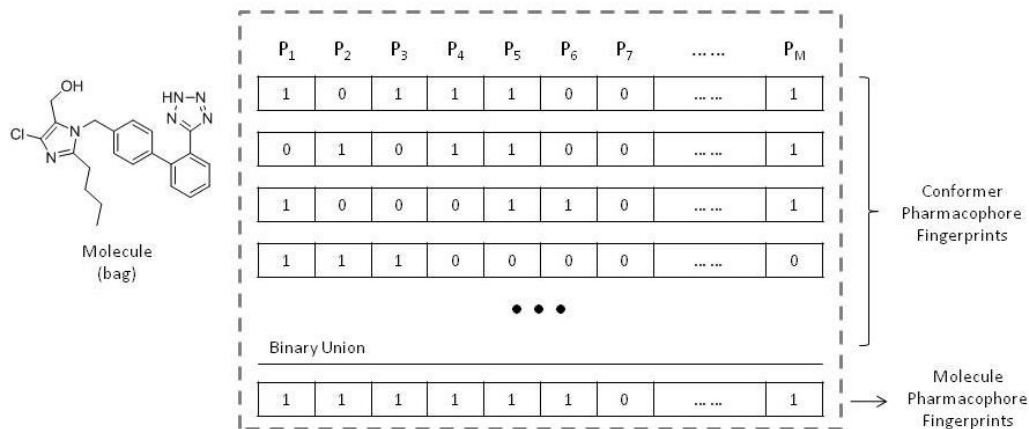 P1 P2 P3 P4 P5 P6 P7 ...... PM
1 0 1 1 1 0 0 ...... 1
0 1 0 1 1 0 0 ...... 1
1 0 0 0 1 1 0 ...... 1
1 1 1 0 0 0 0 ...... 0
Binary Union
1 1 1 1 1 1 0 ...... 1
OH
Cl
N
N
HN
N
N
N
Molecule
(bag)
Conformer
Pharmacophore
Fingerprints
Molecule
Pharmacophore
Fingerprints